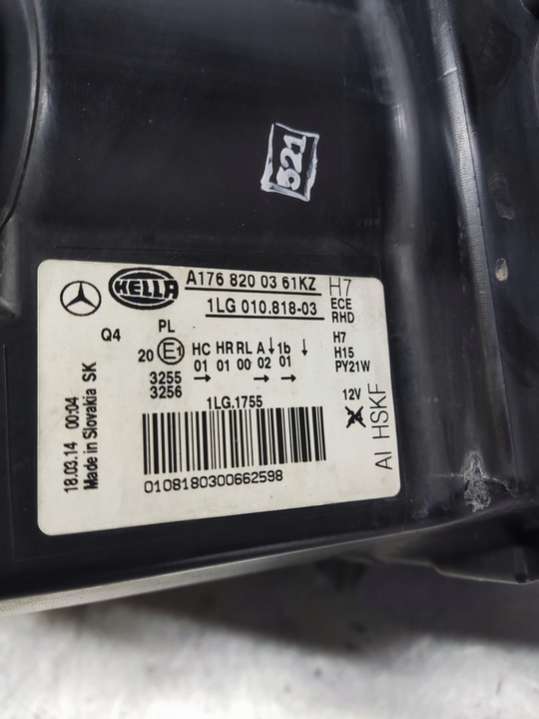 521
HELLA
A176 820 03 61KZ
H7
1LG 010.818-03
ECE
RHD
Q4
PL
20 E1
HC HR RL A↓1b ↓
01 01 00 02 01
H7
H15
PY21W
3255 →
3256
→ →
1LG.1755
12V
18.03.14 00:04
Made in Slovakia SK
AI HSKF
0108180300662598